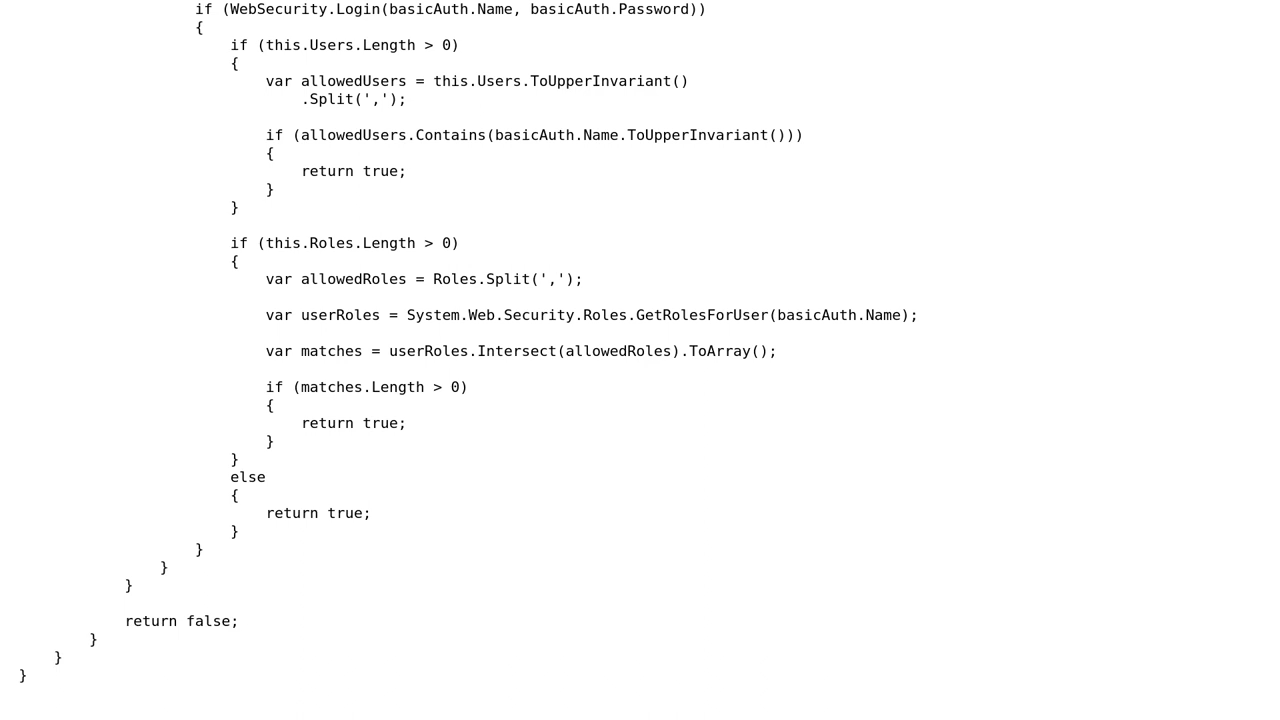 if (WebSecurity.Login(basicAuth.Name, basicAuth.Password))
{
if (this.Users.Length > 0)
{
var allowedUsers = this.Users.ToUpperInvariant()
.Split(',');
if (allowedUsers.Contains(basicAuth.Name.ToUpperInvariant()))
{
return true;
}
}
if (this.Roles.Length > 0)
{
var allowedRoles = Roles.Split(',');
var userRoles = System.Web.Security.Roles.GetRolesForUser(basicAuth.Name);
var matches = userRoles.Intersect(allowedRoles).ToArray();
if (matches.Length > 0)
{
return true;
}
}
else
{
return true;
}
}
}
}
return false;
}
}
}